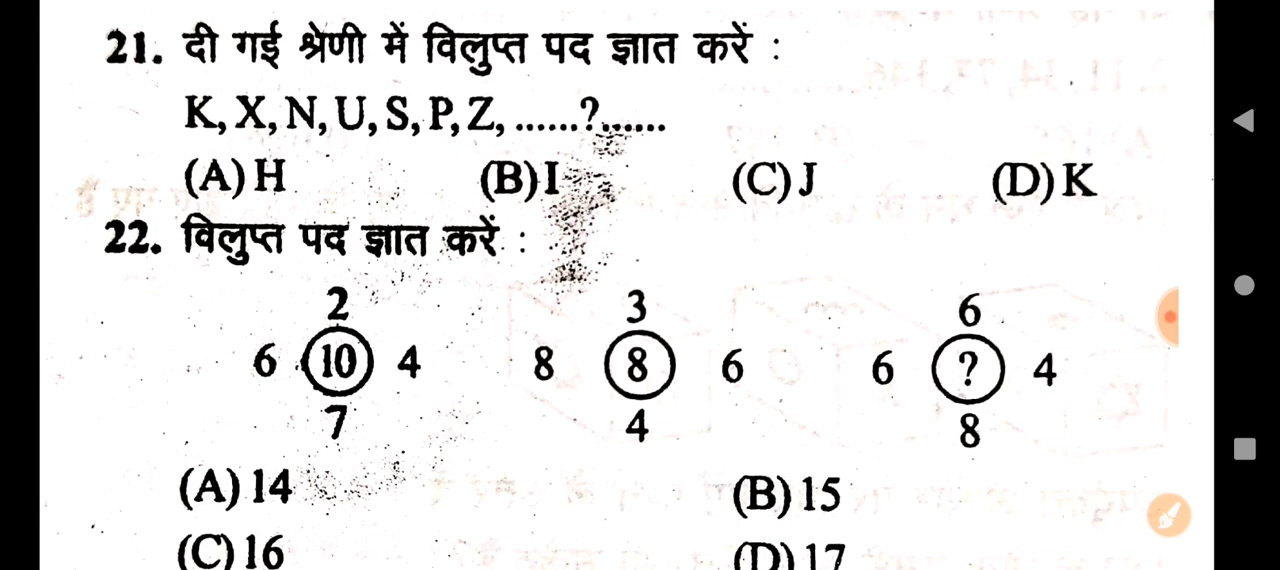 21. दी गई श्रेणी में विलुप्त पद ज्ञात करें :
K, X, N, U, S, P, Z, ......?......
(A) H (B) I (C) J (D) K
22. विलुप्त पद ज्ञात करें :
2 3 6
6 10 4 8 8 6 6 ? 4
7 4 8
(A) 14 (B) 15
(C) 16 (D) 17